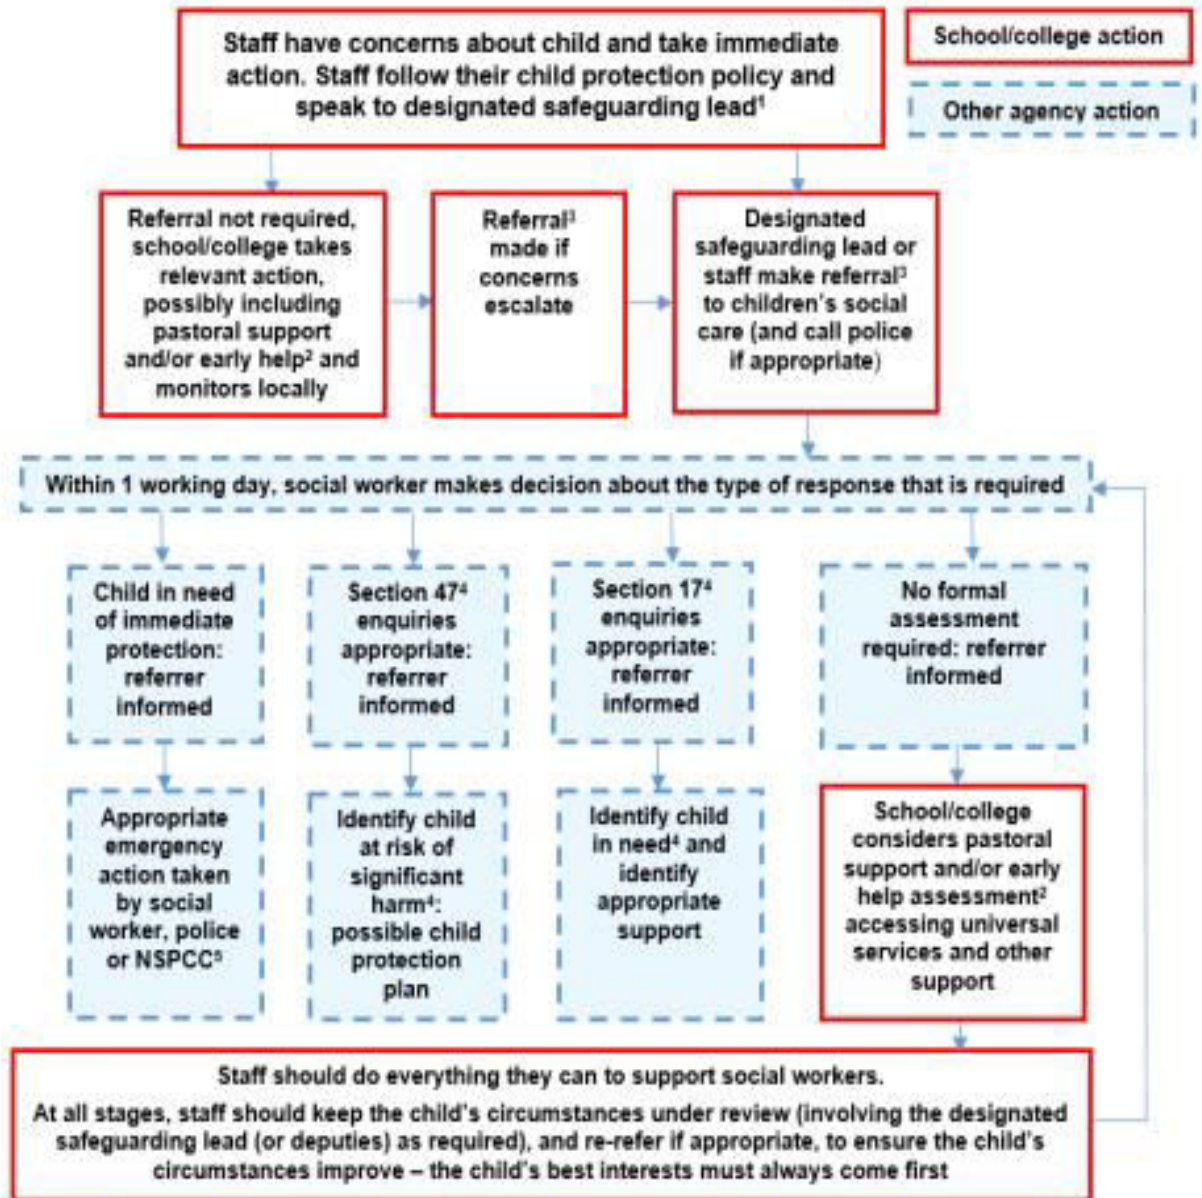 Staff have concerns about child and take immediate
action. Staff follow their child protection policy and
speak to designated safeguarding lead¹
School/college action
Other agency action
Referral not required,
school/college takes
relevant action,
possibly including
pastoral support
and/or early help² and
monitors locally
Referral³
made if
concerns
escalate
Designated
safeguarding lead or
staff make referral³
to children's social
care (and call police
if appropriate)
Within 1 working day, social worker makes decision about the type of response that is required
Child in need
of immediate
protection:
referrer
informed
Section 47⁴
enquiries
appropriate:
referrer
informed
Section 17⁴
enquiries
appropriate:
referrer
informed
No formal
assessment
required: referrer
informed
Appropriate
emergency
action taken
by social
worker, police
or NSPCC⁵
Identify child
at risk of
significant
harm⁴:
possible child
protection
plan
Identify child
in need⁴ and
identify
appropriate
support
School/college
considers pastoral
support and/or early
help assessment²
accessing universal
services and other
support
Staff should do everything they can to support social workers.
At all stages, staff should keep the child's circumstances under review (involving the designated
safeguarding lead (or deputies) as required), and re-refer if appropriate, to ensure the child's
circumstances improve – the child's best interests must always come first